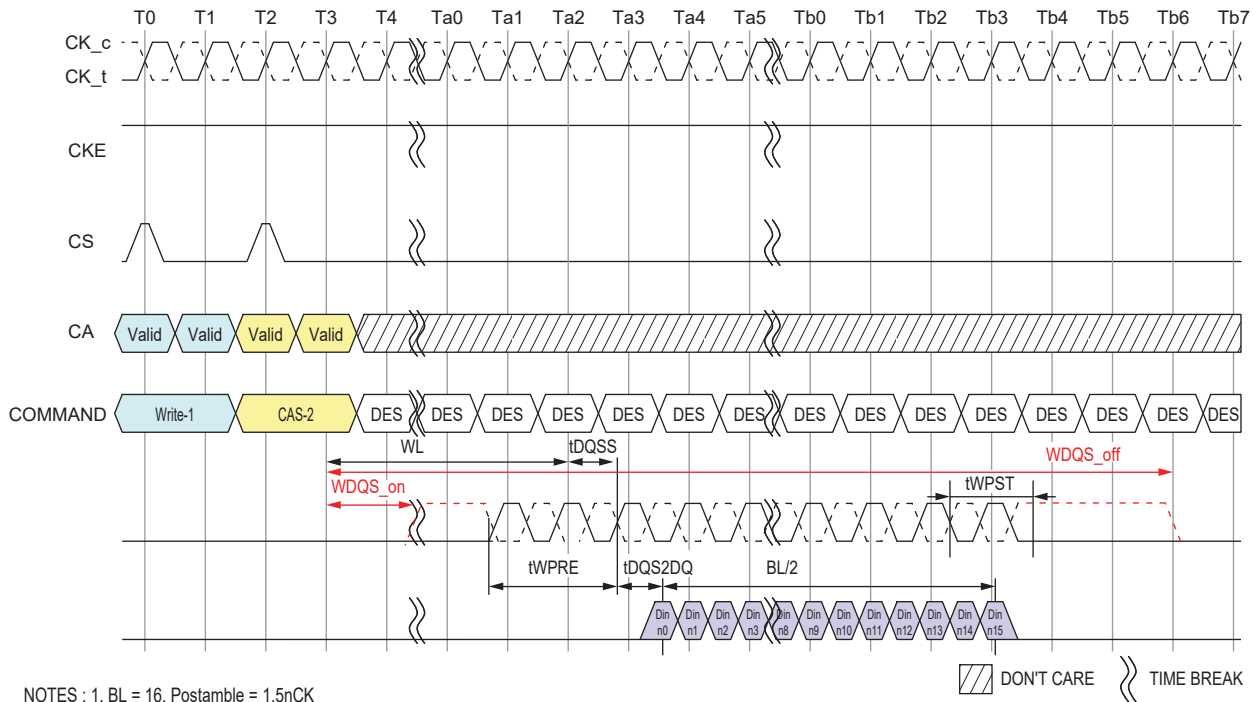 T0 T1 T2 T3 T4 Ta0 Ta1 Ta2 Ta3 Ta4 Ta5 Tb0 Tb1 Tb2 Tb3 Tb4 Tb5 Tb6 Tb7
CK_c
CK_t
CKE
CS
CA Valid Valid Valid Valid
COMMAND Write-1 CAS-2 DES DES DES DES DES DES DES DES DES DES DES DES DES DES DES
WL tDQSS WDQS_off
WDQS_on tWPST
tWPRE tDQS2DQ BL/2
Din Din Din Din Din Din Din Din Din Din Din Din
n0 n1 n2 n3 n8 n9 n10 n11 n12 n13 n14 n15
DON'T CARE TIME BREAK
NOTES : 1. BL = 16, Postamble = 1.5nCK